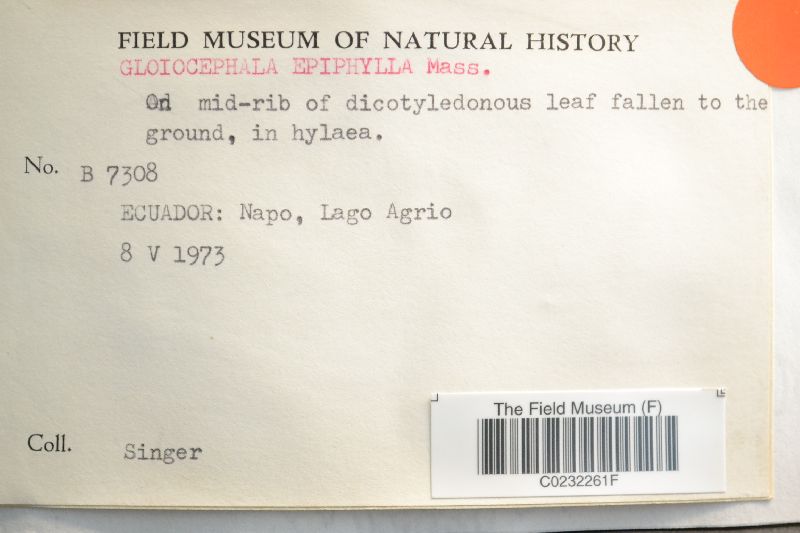 FIELD MUSEUM OF NATURAL HISTORY
GLOIOCEPHALA EPIPHYLLA Mass.
On mid-rib of dicotyledonous leaf fallen to the
ground, in hylaea.
No. B 7308
ECUADOR: Napo, Lago Agrio
8 V 1973
Coll. Singer
The Field Museum (F)
C0232261F